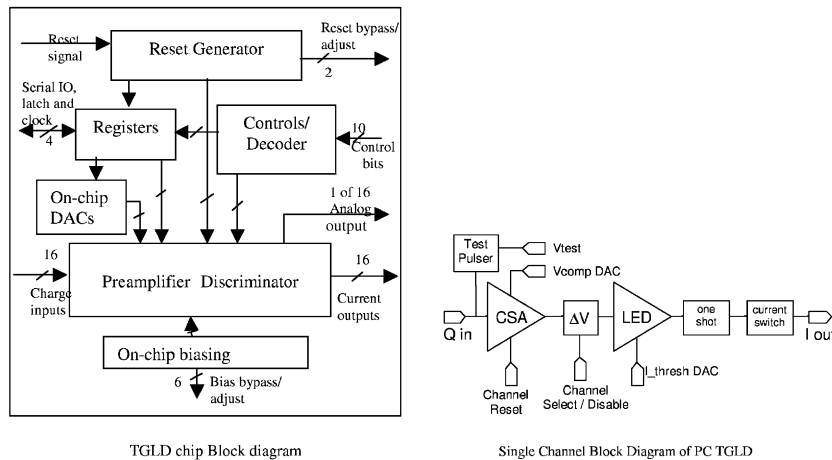 Reset signal
Reset Generator
Reset bypass/
adjust
2
Serial IO,
latch and
clock
4
Registers
Controls/
Decoder
10
Control
bits
On-chip
DACs
1 of 16
Analog
output
16
Charge
inputs
Preamplifier Discriminator
16
Current
outputs
On-chip biasing
6
Bias bypass/
adjust
TGLD chip Block diagram
Test
Pulser
Vtest
Vcomp DAC
Q in
CSA
ΔV
LED
one
shot
current
switch
I out
Channel
Reset
Channel
Select / Disable
I_thresh DAC
Single Channel Block Diagram of PC TGLD